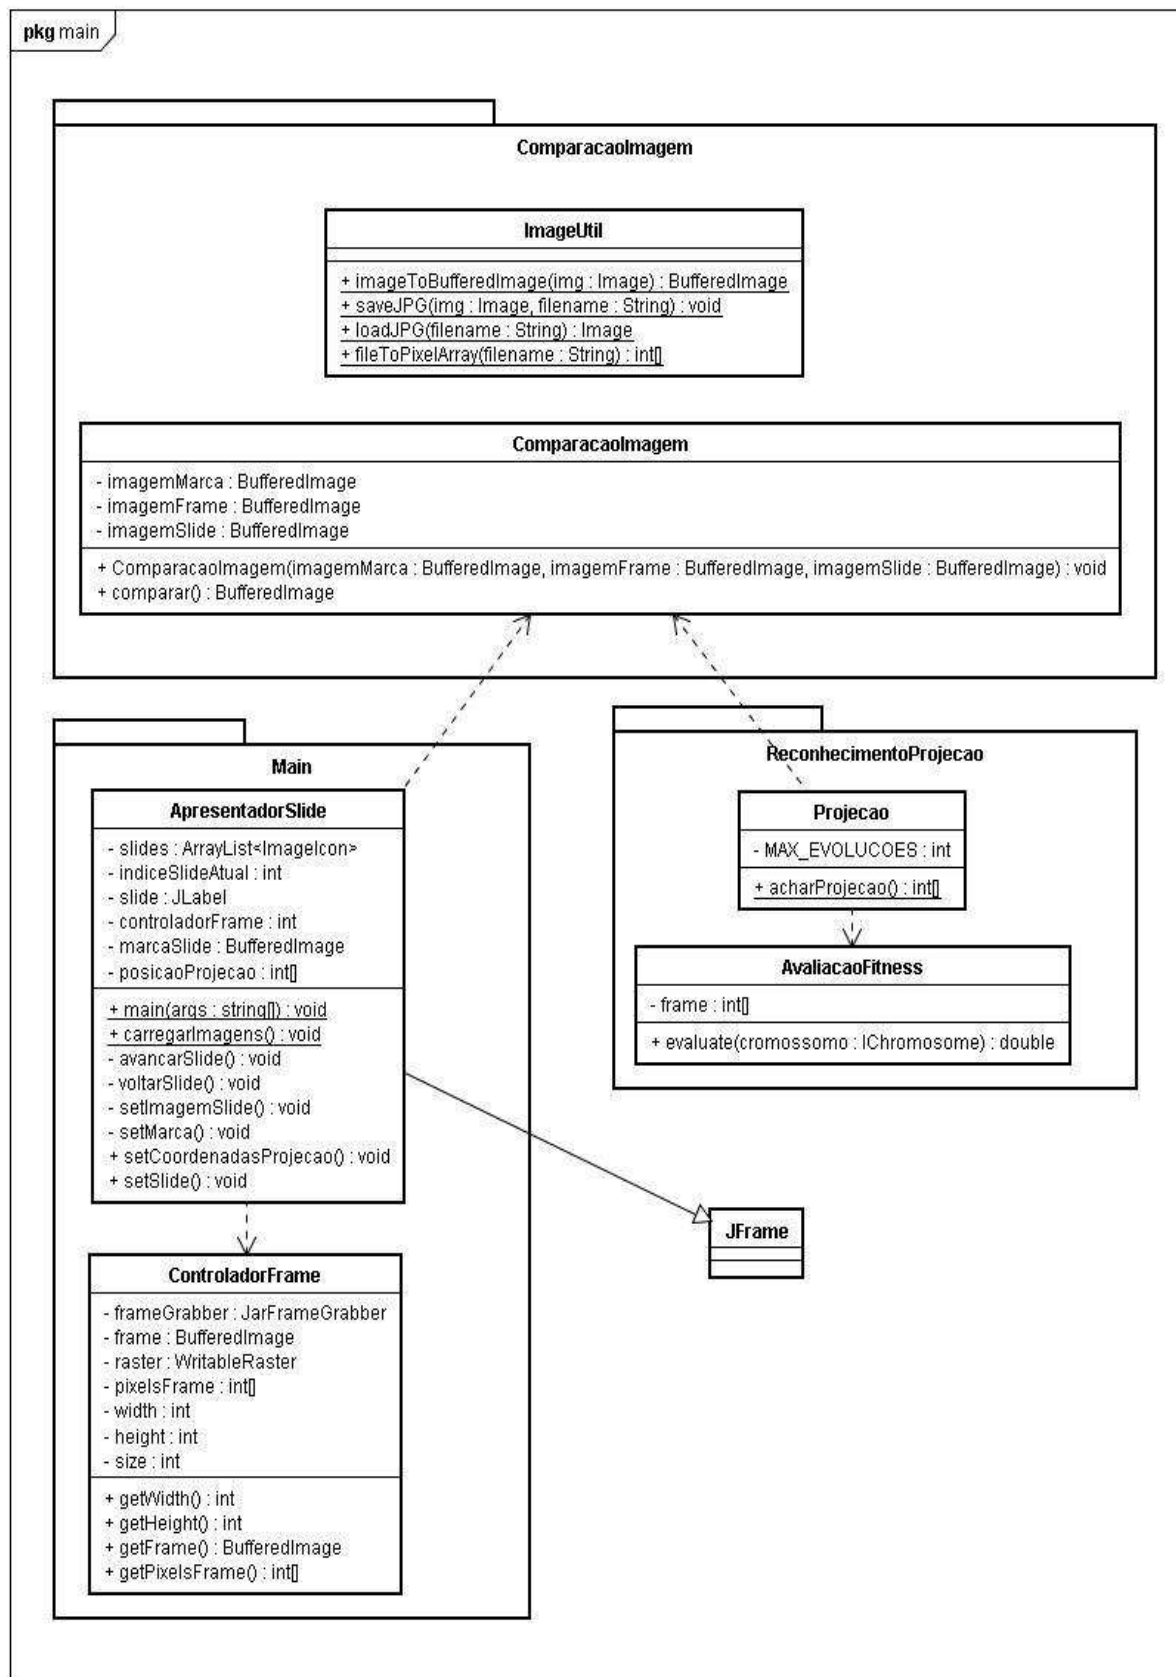 pkg main
ComparacaoImagem
ImageUtil
+ imageToBufferedImage(img : Image) : BufferedImage
+ saveJPG(img : Image, filename : String) : void
+ loadJPG(filename : String) : Image
+ fileToPixelArray(filename : String) : int[]
ComparacaoImagem
- imagemMarca : BufferedImage
- imagemFrame : BufferedImage
- imagemSlide : BufferedImage
+ ComparacaoImagem(imagemMarca : BufferedImage, imagemFrame : BufferedImage, imagemSlide : BufferedImage) : void
+ comparar() : BufferedImage
Main
ApresentadorSlide
- slides : ArrayList<ImageIcon>
- indiceSlideAtual : int
- slide : JLabel
- controladorFrame : int
- marcaSlide : BufferedImage
- posicaoProjecao : int[]
+ main(args : string[]) : void
+ carregarImagens() : void
- avancarSlide() : void
- voltarSlide() : void
- setImagemSlide() : void
- setMarca() : void
+ setCoordenadasProjecao() : void
+ setSlide() : void
ControladorFrame
- frameGrabber : JarFrameGrabber
- frame : BufferedImage
- raster : WritableRaster
- pixelsFrame : int[]
- width : int
- height : int
- size : int
+ getWidth() : int
+ getHeight() : int
+ getFrame() : BufferedImage
+ getPixelsFrame() : int[]
ReconhecimentoProjecao
Projecao
- MAX_EVOLUCOES : int
+ acharProjecao() : int[]
AvaliacaoFitness
- frame : int[]
+ evaluate(cromossomo : IChromosome) : double
JFrame